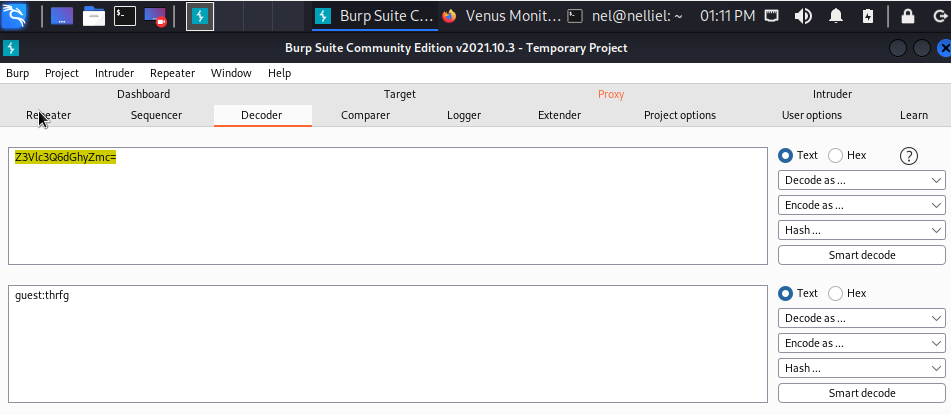 Burp Suite C... Venus Monit... nel@nelliel: ~ 01:11 PM
Burp Suite Community Edition v2021.10.3 - Temporary Project
Burp Project Intruder Repeater Window Help
Dashboard Target Proxy Intruder
Repeater Sequencer Decoder Comparer Logger Extender Project options User options Learn
Z3Vlc3Q6dGhyZmc=
Text Hex ?
Decode as ...
Encode as ...
Hash ...
Smart decode
guest:thrfg
Text Hex
Decode as ...
Encode as ...
Hash ...
Smart decode